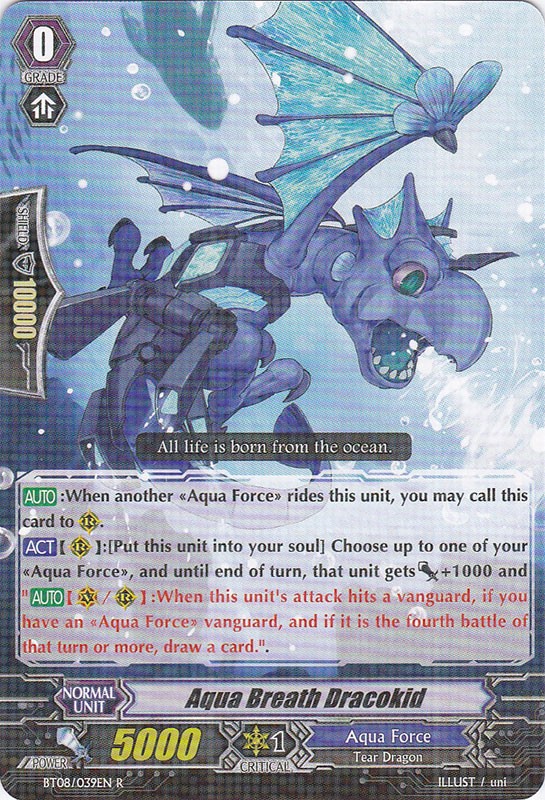 0
GRADE
SHIELD
10000
All life is born from the ocean.
AUTO :When another «Aqua Force» rides this unit, you may call this
card to R.
ACT [ R ]:[Put this unit into your soul] Choose up to one of your
«Aqua Force», and until end of turn, that unit gets +1000 and
" AUTO [ V / R ] :When this unit's attack hits a vanguard, if you
have an «Aqua Force» vanguard, and if it is the fourth battle of
that turn or more, draw a card.".
NORMAL
UNIT
Aqua Breath Dracokid
POWER
5000
1
CRITICAL
Aqua Force
Tear Dragon
BT08/039EN R
ILLUST / uni